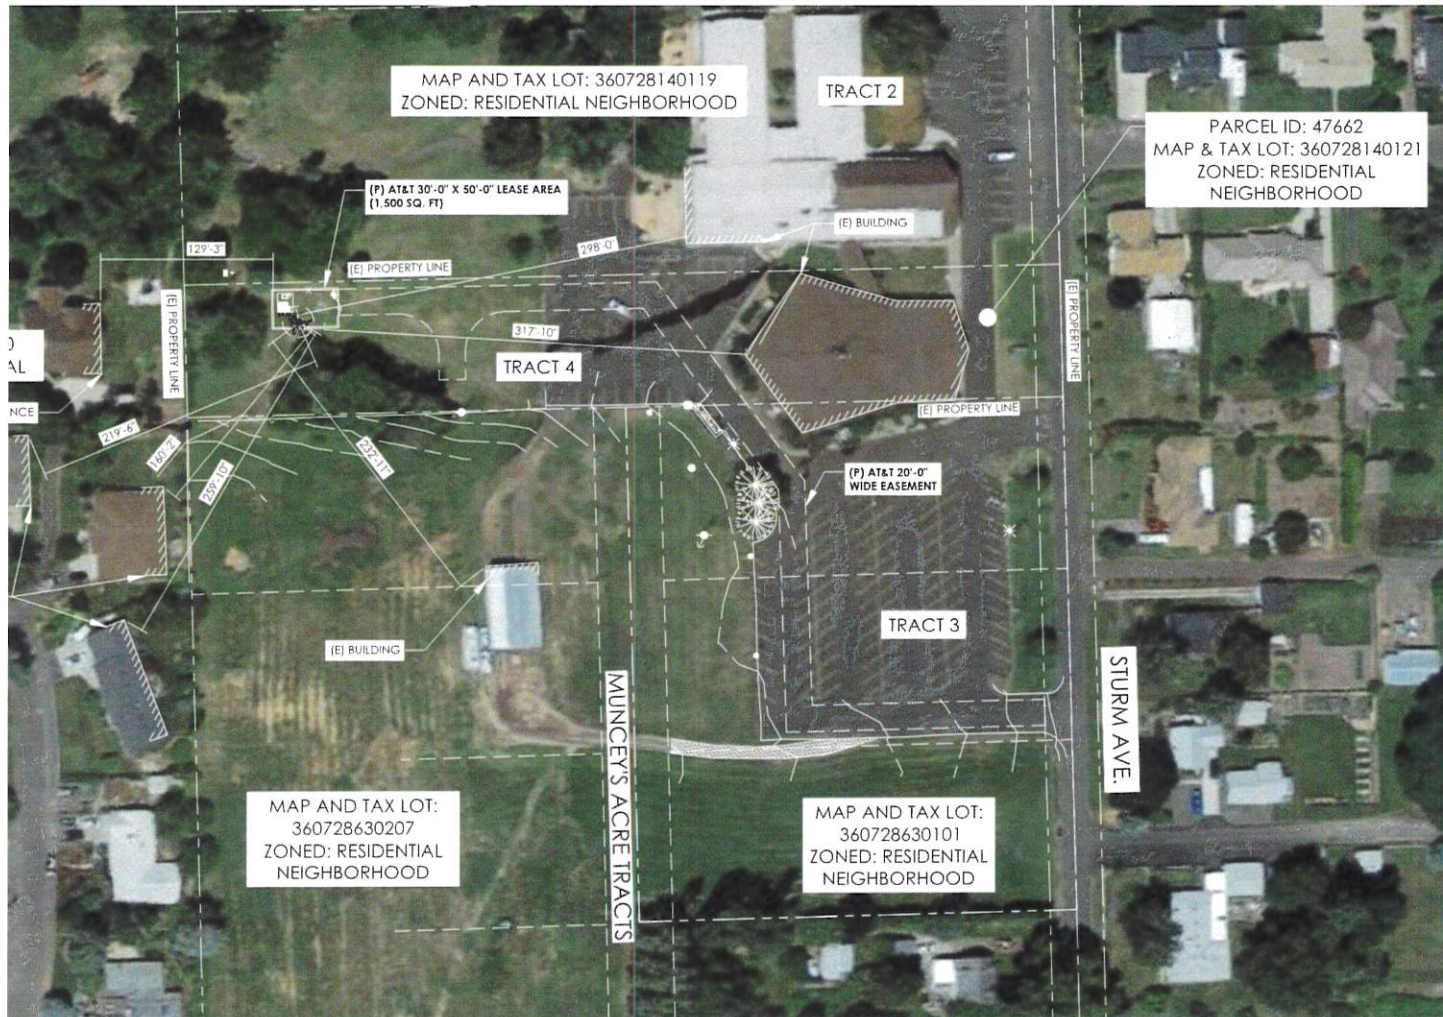 MAP AND TAX LOT: 360728140119
ZONED: RESIDENTIAL NEIGHBORHOOD
TRACT 2
PARCEL ID: 47662
MAP & TAX LOT: 360728140121
ZONED: RESIDENTIAL
NEIGHBORHOOD
(P) AT&T 30'-0" X 50'-0" LEASE AREA
(1,500 SQ. FT)
(E) BUILDING
129'-3"
298'-0"
(E) PROPERTY LINE
(E) PROPERTY LINE
(E) PROPERTY LINE
317'-10"
TRACT 4
0
AL
NCE
(E) PROPERTY LINE
219'-6"
160'-2"
259'-10"
232'-11"
(P) AT&T 20'-0"
WIDE EASEMENT
TRACT 3
(E) BUILDING
MUNCEY'S ACRE TRACTS
STURM AVE.
MAP AND TAX LOT:
360728630207
ZONED: RESIDENTIAL
NEIGHBORHOOD
MAP AND TAX LOT:
360728630101
ZONED: RESIDENTIAL
NEIGHBORHOOD